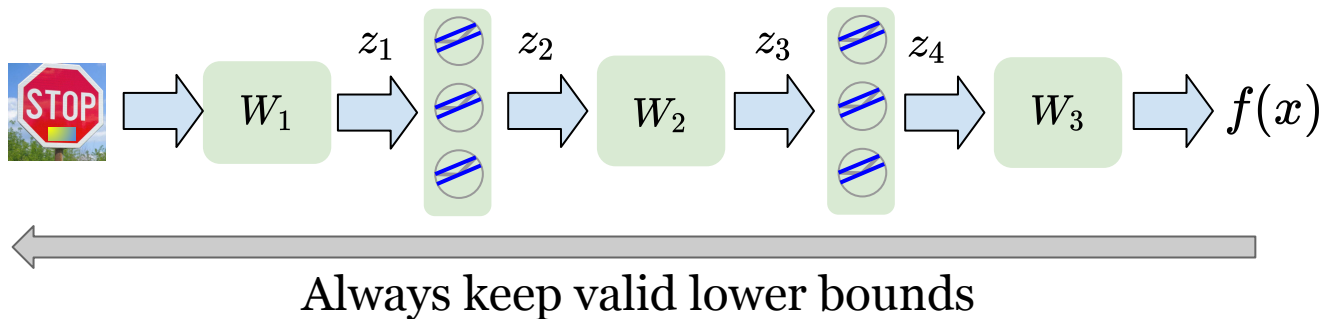 z₁ z₂ z₃ z₄
STOP W₁ W₂ W₃ f(x)
Always keep valid lower bounds